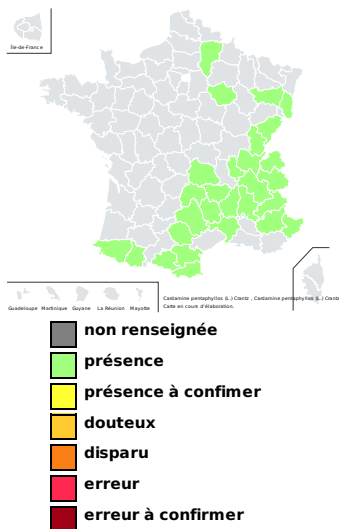 Île-de-France
Guadeloupe Martinique Guyane La Réunion Mayotte
Cardamine pentaphyllos (L.) Crantz , Cardamine pentaphyllos (L.) Crantz
Carte en cours d'élaboration.
non renseignée
présence
présence à confimer
douteux
disparu
erreur
erreur à confirmer